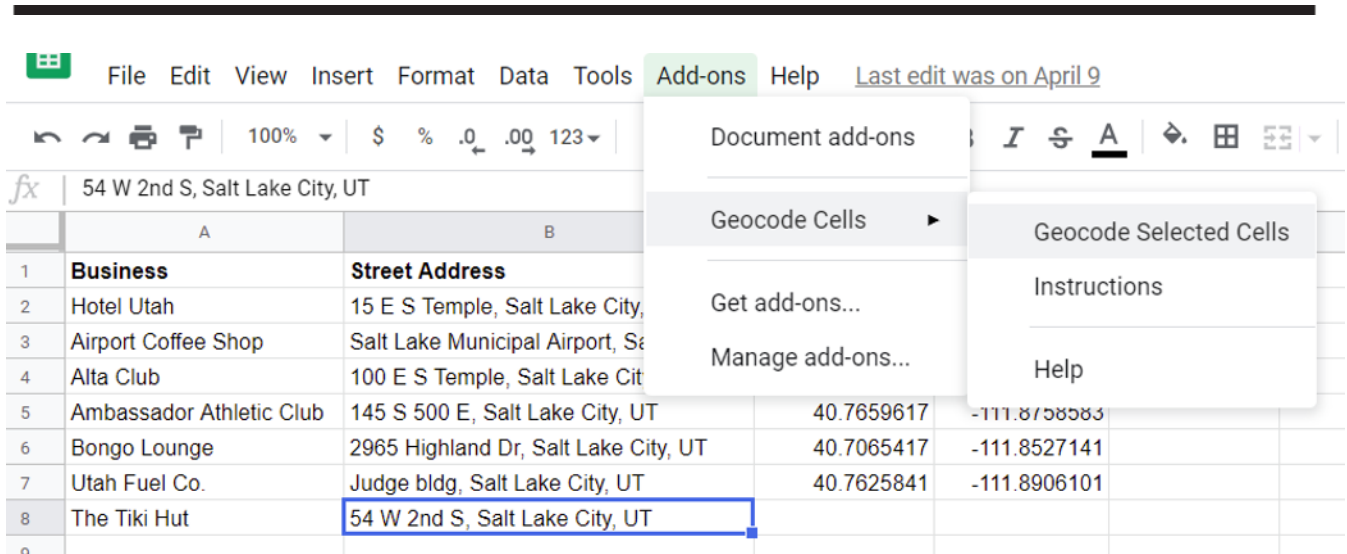 File Edit View Insert Format Data Tools Add-ons Help Last edit was on April 9
100% $ % .0 .00 123 Document add-ons I S A
fx 54 W 2nd S, Salt Lake City, UT
Geocode Cells Geocode Selected Cells
A B
1 Business Street Address Instructions
2 Hotel Utah 15 E S Temple, Salt Lake City, Get add-ons...
3 Airport Coffee Shop Salt Lake Municipal Airport, Sa Manage add-ons...
4 Alta Club 100 E S Temple, Salt Lake Cit Help
5 Ambassador Athletic Club 145 S 500 E, Salt Lake City, UT 40.7659617 -111.8758583
6 Bongo Lounge 2965 Highland Dr, Salt Lake City, UT 40.7065417 -111.8527141
7 Utah Fuel Co. Judge bldg, Salt Lake City, UT 40.7625841 -111.8906101
8 The Tiki Hut 54 W 2nd S, Salt Lake City, UT